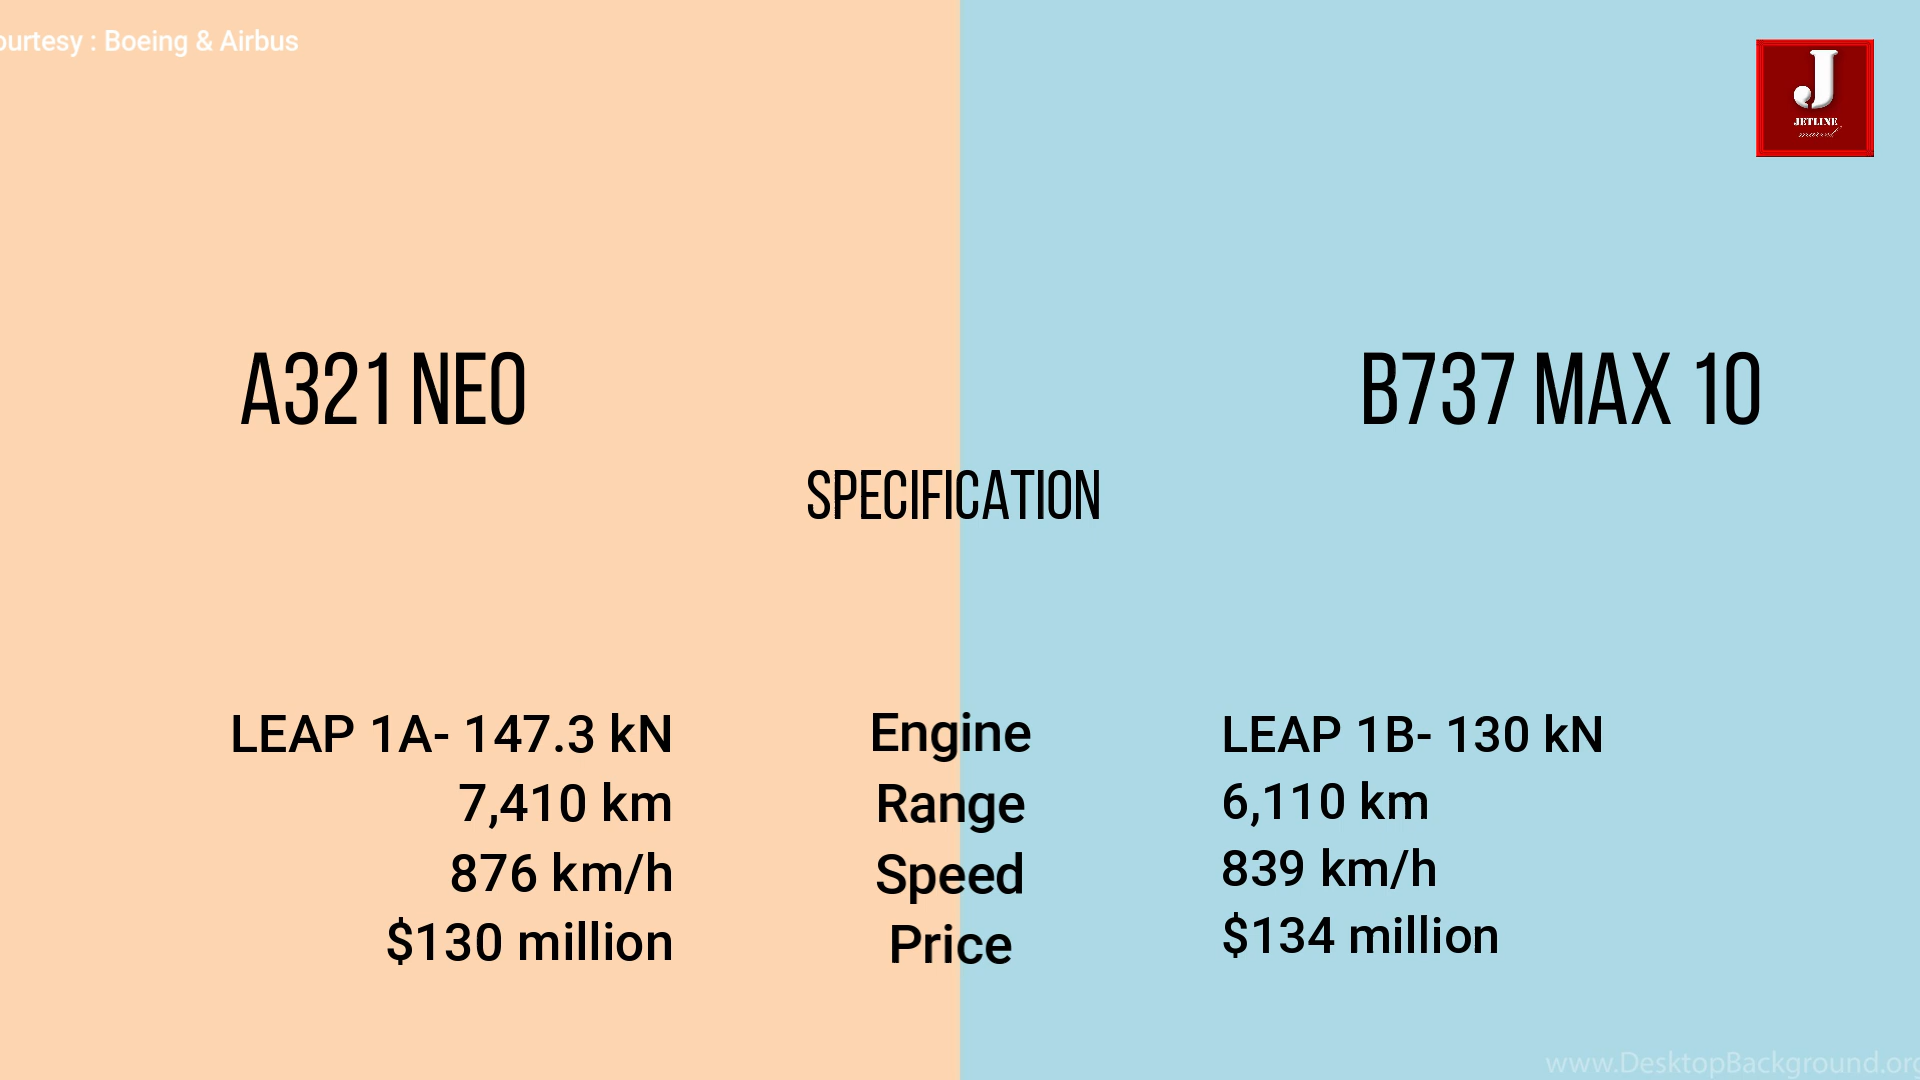 ourtesy : Boeing & Airbus
J
JETLINE
A321 NEO
B737 MAX 10
SPECIFICATION
LEAP 1A- 147.3 kN Engine LEAP 1B- 130 kN
7,410 km Range 6,110 km
876 km/h Speed 839 km/h
$130 million Price $134 million
www.DesktopBackground.org